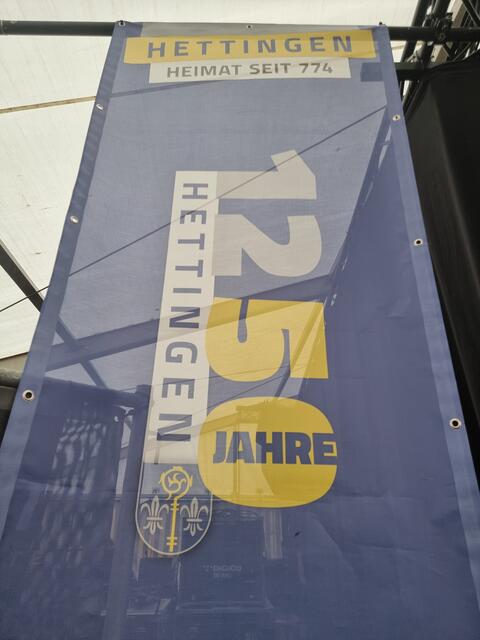 HETTINGEN
HEIMAT SEIT 774
1250
JAHRE
HETTINGEN